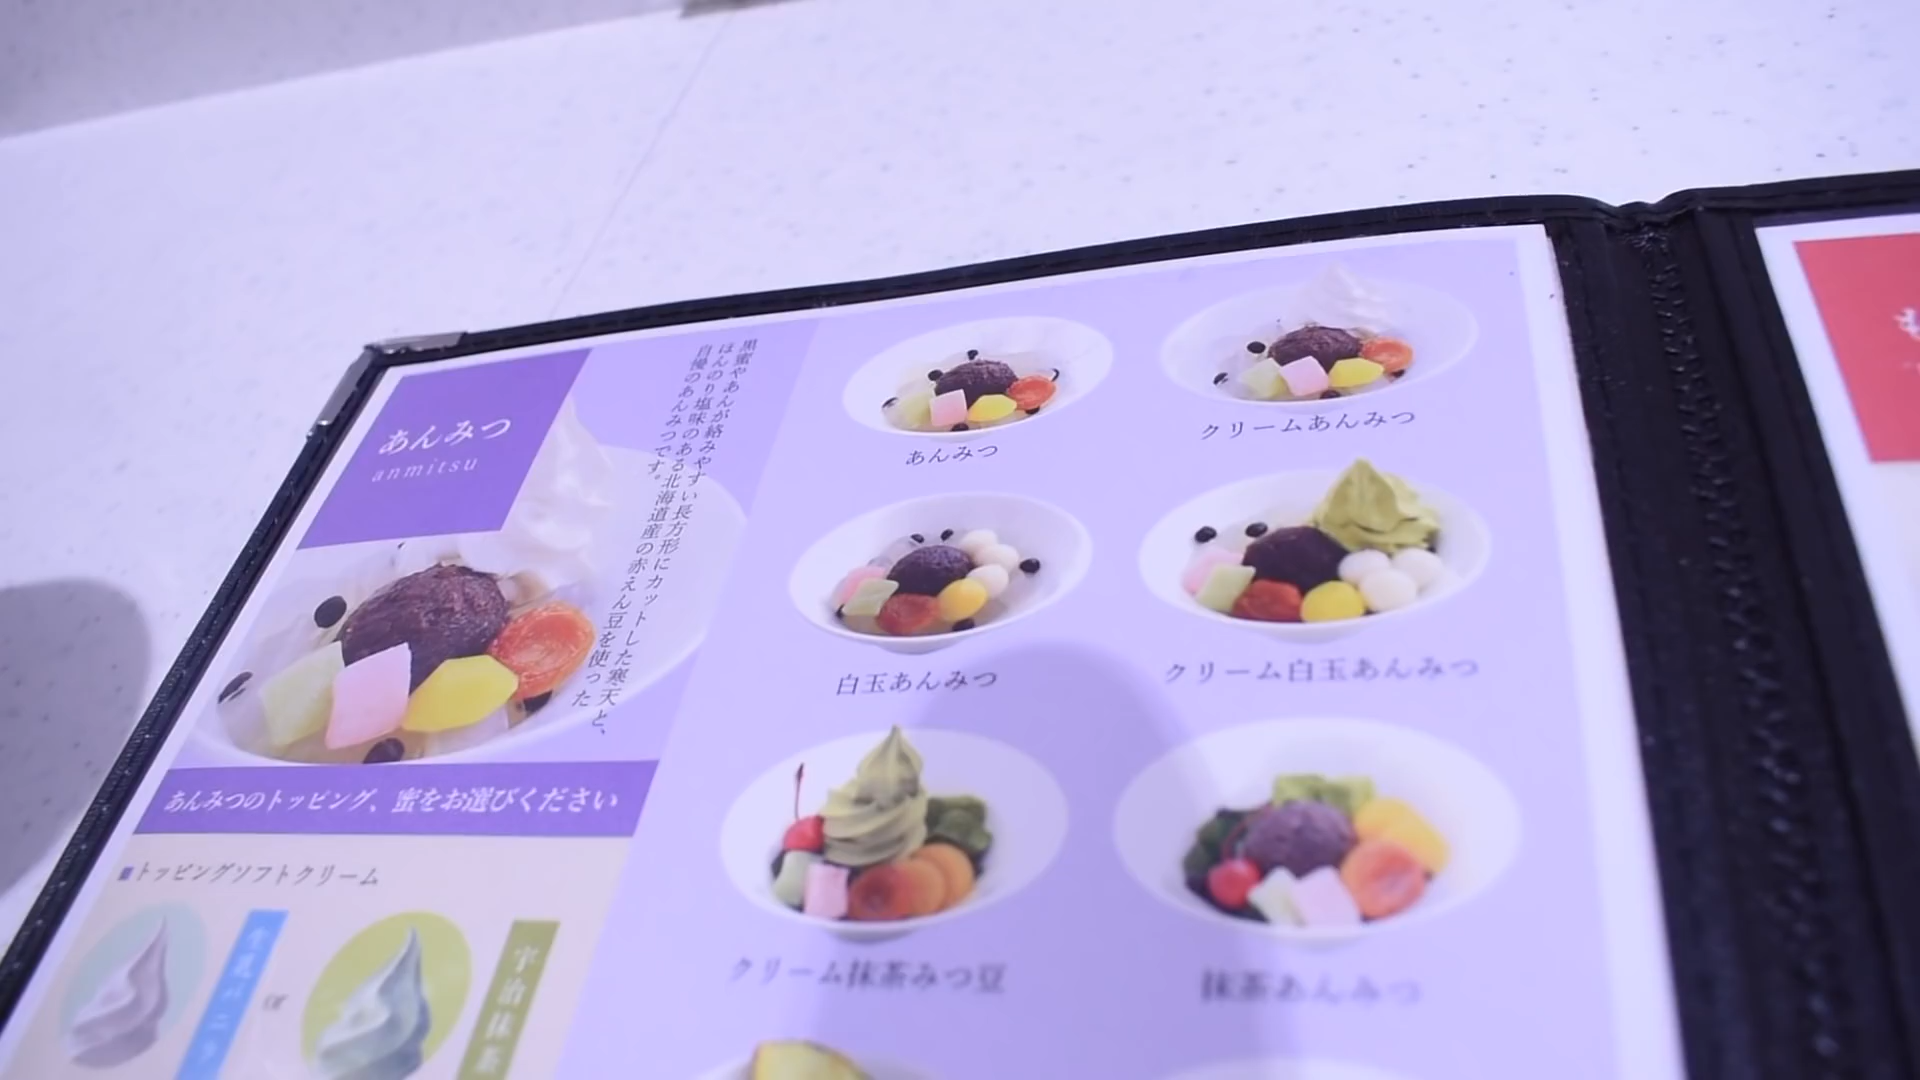 あんみつ
anmitsu
黒蜜やあんが絡みやすい長方形にカットした寒天と、
ほんのり塩味のある北海道産の赤えん豆を使った
自慢のあんみつです。
あんみつ
クリームあんみつ
白玉あんみつ
クリーム白玉あんみつ
クリーム抹茶みつ豆
抹茶あんみつ
あんみつのトッピング、蜜をお選びください
■トッピングソフトクリーム
生乳バニラ
or
宇治抹茶